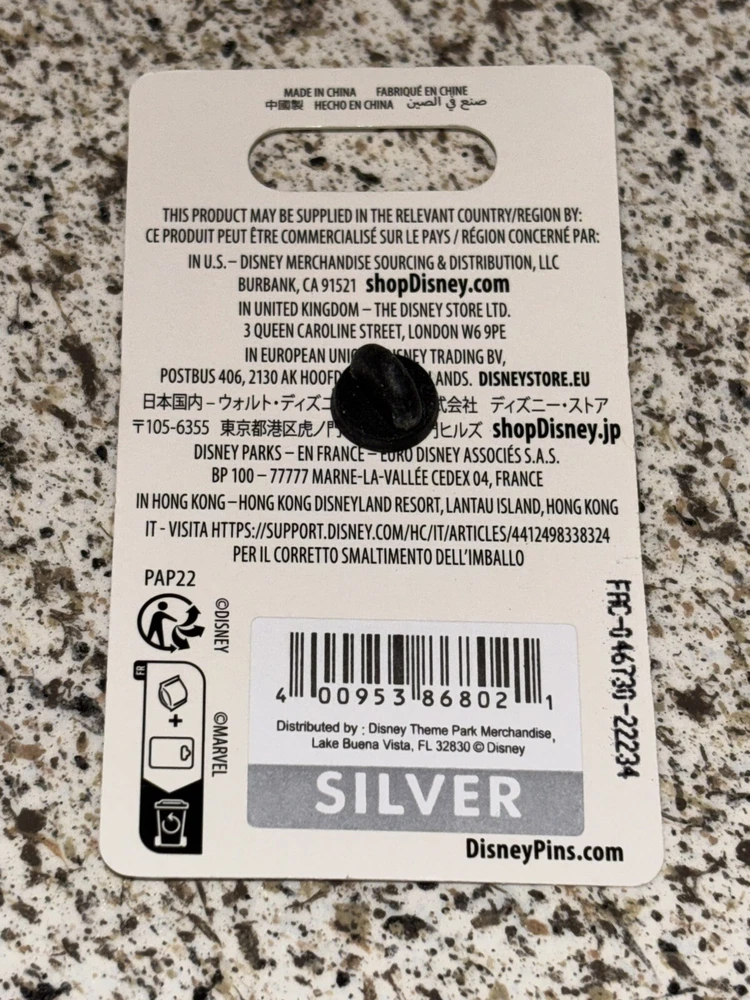 MADE IN CHINA FABRIQUÉ EN CHINE
中國製 HECHO EN CHINA صنع في الصين
THIS PRODUCT MAY BE SUPPLIED IN THE RELEVANT COUNTRY/REGION BY:
CE PRODUIT PEUT ÊTRE COMMERCIALISÉ SUR LE PAYS / RÉGION CONCERNÉ PAR:
IN U.S. – DISNEY MERCHANDISE SOURCING & DISTRIBUTION, LLC
BURBANK, CA 91521 shopDisney.com
IN UNITED KINGDOM – THE DISNEY STORE LTD.
3 QUEEN CAROLINE STREET, LONDON W6 9PE
IN EUROPEAN DISNEY TRADING BV,
POSTBUS 406, 2130 AK DISNEYSTORE.EU
日本国内 – ウォルト・ディズニ 式会社 ディズニー・ストア
〒105-6355 東京都港区虎ノ門 ヒルズ shopDisney.jp
DISNEY PARKS – EN FRANCE – EURO DISNEY ASSOCIÉS S.A.S.
BP 100 – 77777 MARNE-LA-VALLÉE CEDEX 04, FRANCE
IN HONG KONG – HONG KONG DISNEYLAND RESORT, LANTAU ISLAND, HONG KONG
IT - VISITA HTTPS://SUPPORT.DISNEY.COM/HC/IT/ARTICLES/4412498338324
PER IL CORRETTO SMALTIMENTO DELL'IMBALLO
PAP22
©DISNEY
FR
©MARVEL
FAC-046730-22234
4 00953 86802 1
Distributed by : Disney Theme Park Merchandise,
Lake Buena Vista, FL 32830 © Disney
SILVER
DisneyPins.com